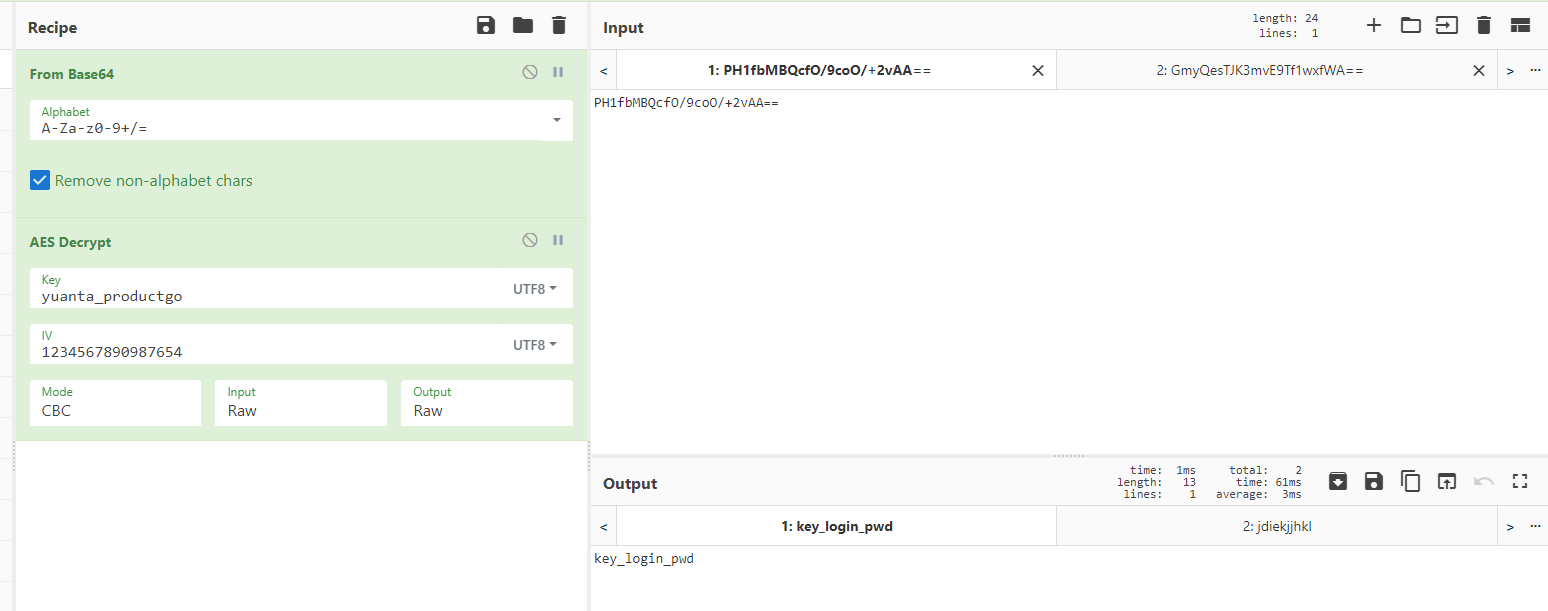 Recipe
From Base64
Alphabet
A-Za-z0-9+/=
Remove non-alphabet chars
AES Decrypt
Key
yuanta_productgo
UTF8
IV
1234567890987654
UTF8
Mode
CBC
Input
Raw
Output
Raw
Input
length: 24
lines: 1
< 1: PH1fbMBQcfO/9coO/+2vAA== 2: GmyQesTJK3mvE9Tf1wxfWA== > ...
PH1fbMBQcfO/9coO/+2vAA==
Output
time: 1ms
length: 13
lines: 1
total: 2
time: 61ms
average: 3ms
< 1: key_login_pwd 2: jdiekjjhkl > ...
key_login_pwd